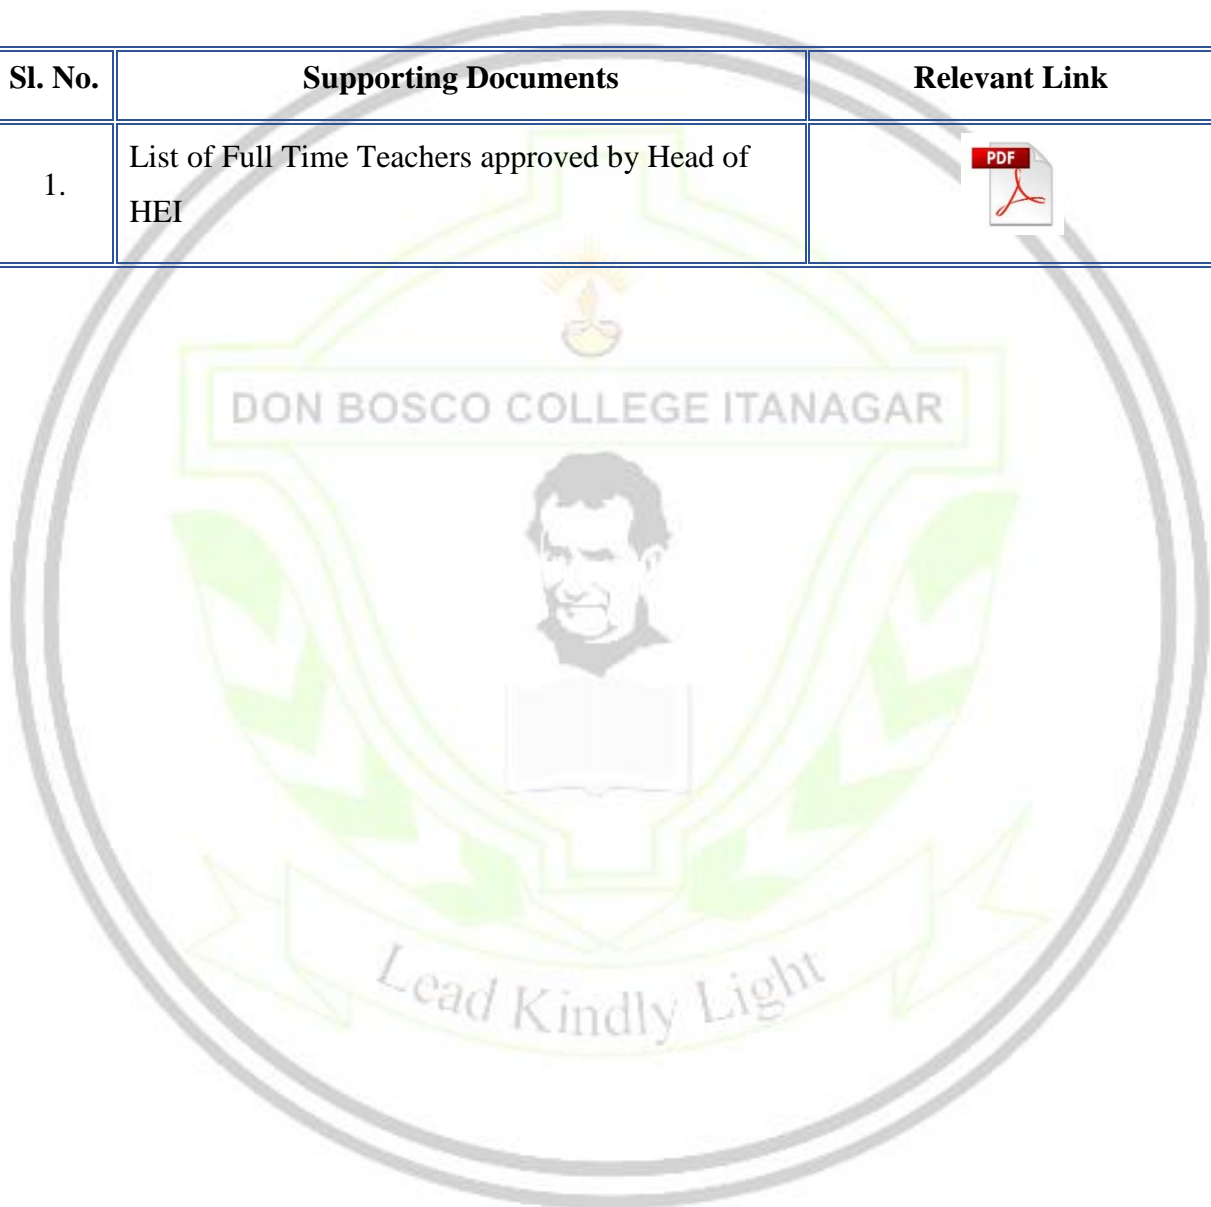 Sl. No. Supporting Documents Relevant Link
1. List of Full Time Teachers approved by Head of
HEI
PDF
DON BOSCO COLLEGE ITANAGAR
Lead Kindly Light